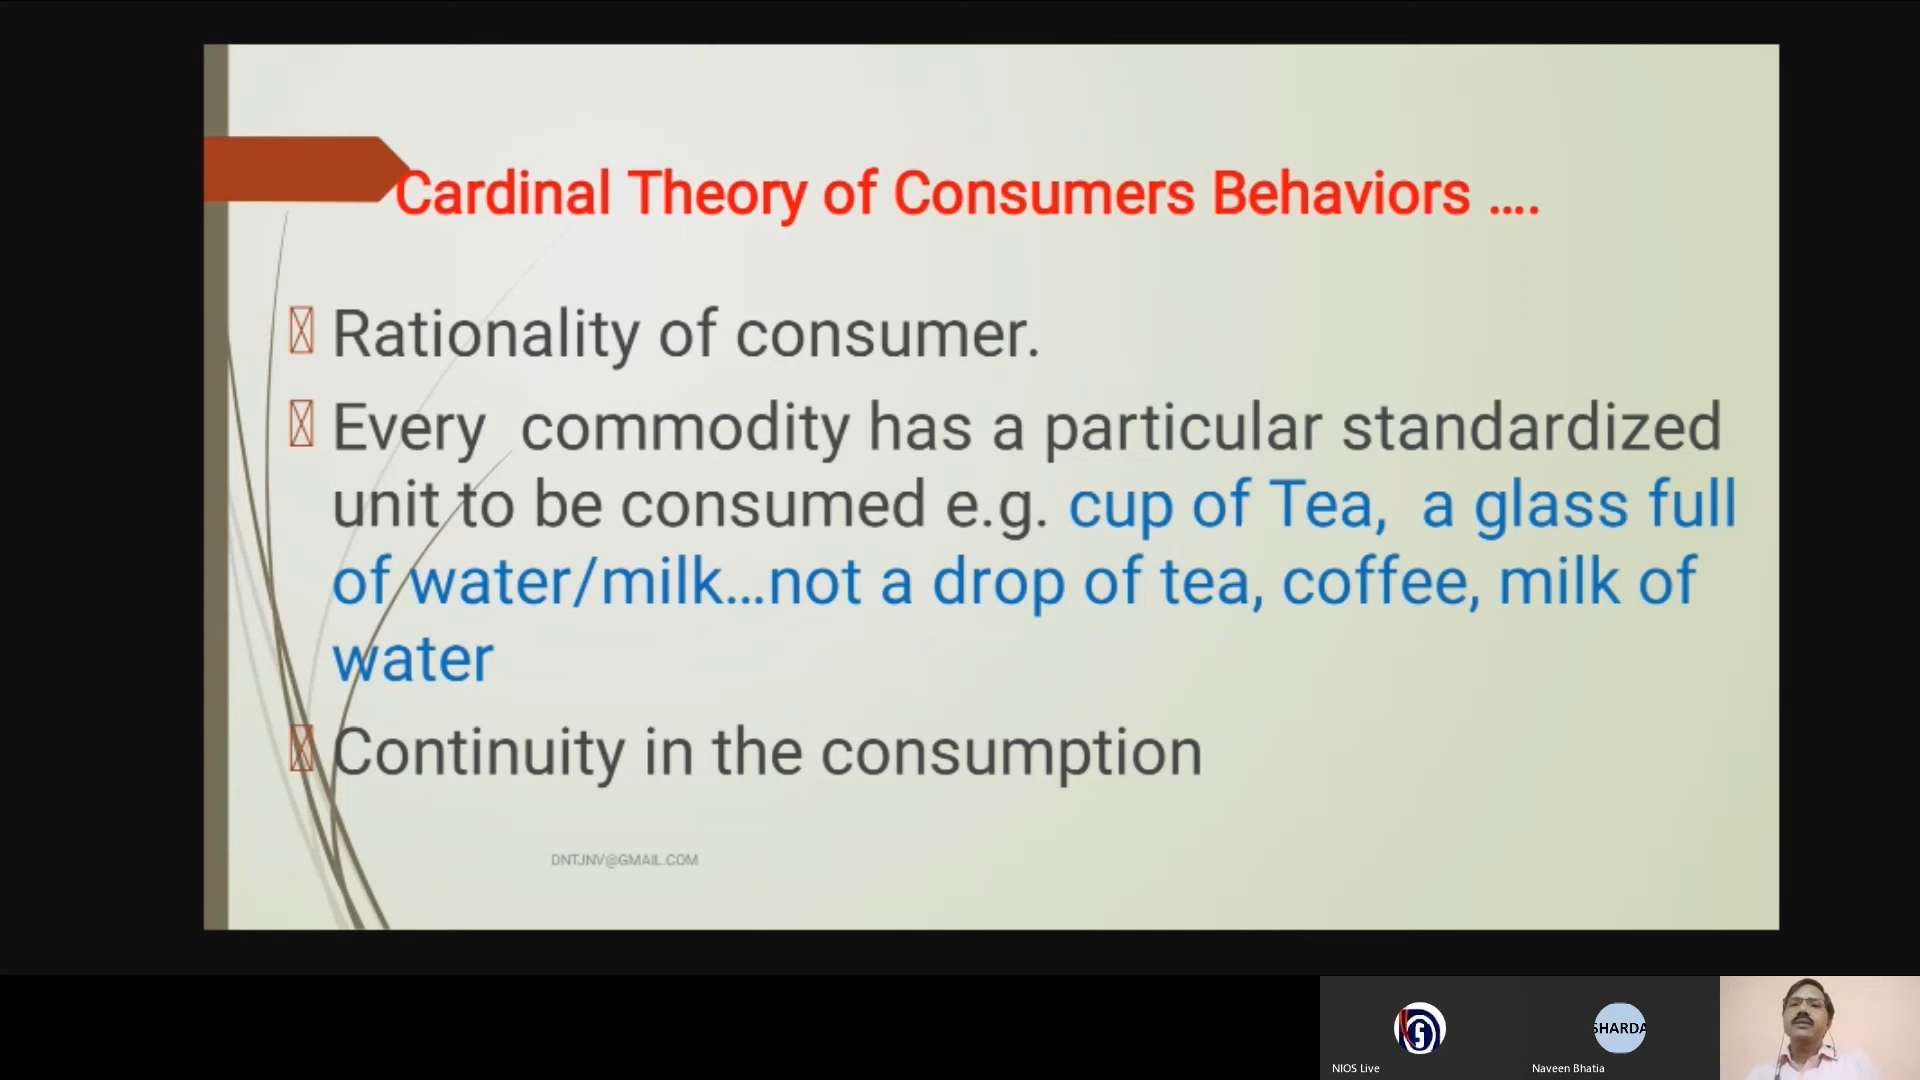 Cardinal Theory of Consumers Behaviors ....
Rationality of consumer.
Every commodity has a particular standardized
unit to be consumed e.g. cup of Tea, a glass full
of water/milk...not a drop of tea, coffee, milk of
water
Continuity in the consumption
DNTJNV@GMAIL.COM
SHARDA
NIOS Live
Naveen Bhatia